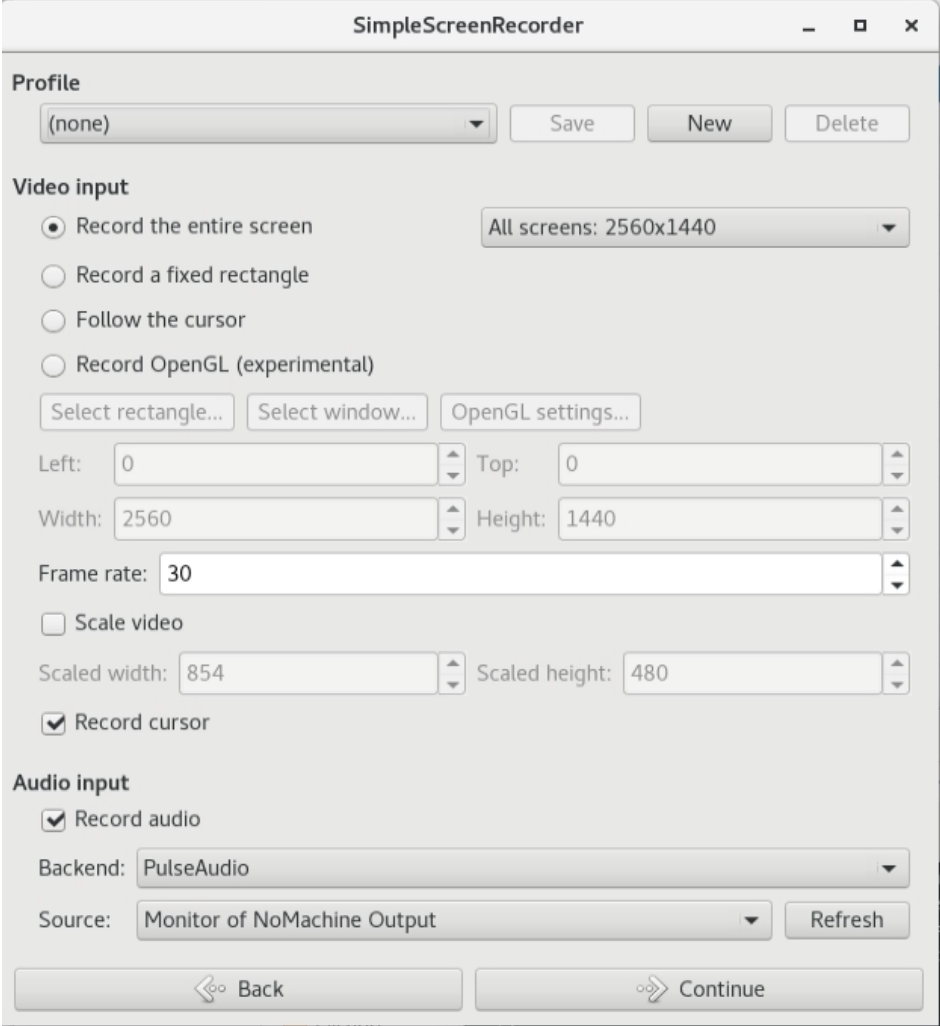 SimpleScreenRecorder
Profile
(none) Save New Delete
Video input
Record the entire screen All screens: 2560x1440
Record a fixed rectangle
Follow the cursor
Record OpenGL (experimental)
Select rectangle... Select window... OpenGL settings...
Left: 0 Top: 0
Width: 2560 Height: 1440
Frame rate: 30
Scale video
Scaled width: 854 Scaled height: 480
Record cursor
Audio input
Record audio
Backend: PulseAudio
Source: Monitor of NoMachine Output Refresh
Back Continue